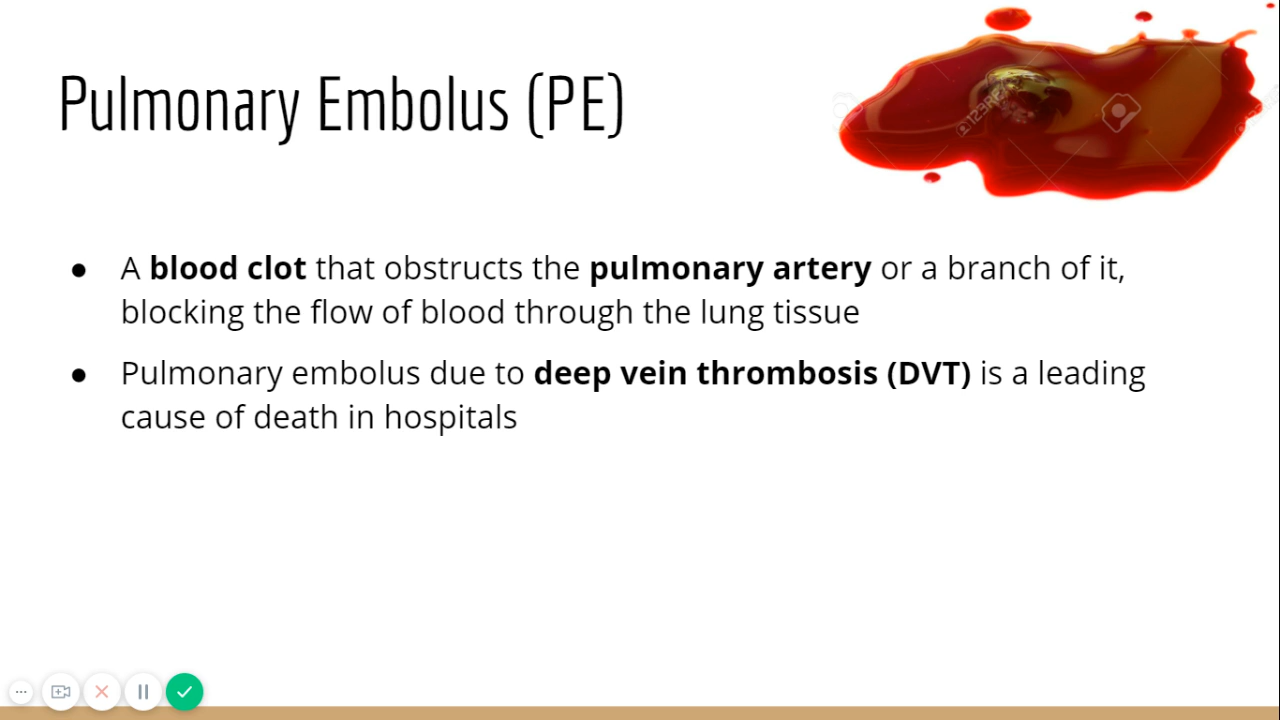 Pulmonary Embolus (PE)
● A blood clot that obstructs the pulmonary artery or a branch of it,
blocking the flow of blood through the lung tissue
● Pulmonary embolus due to deep vein thrombosis (DVT) is a leading
cause of death in hospitals